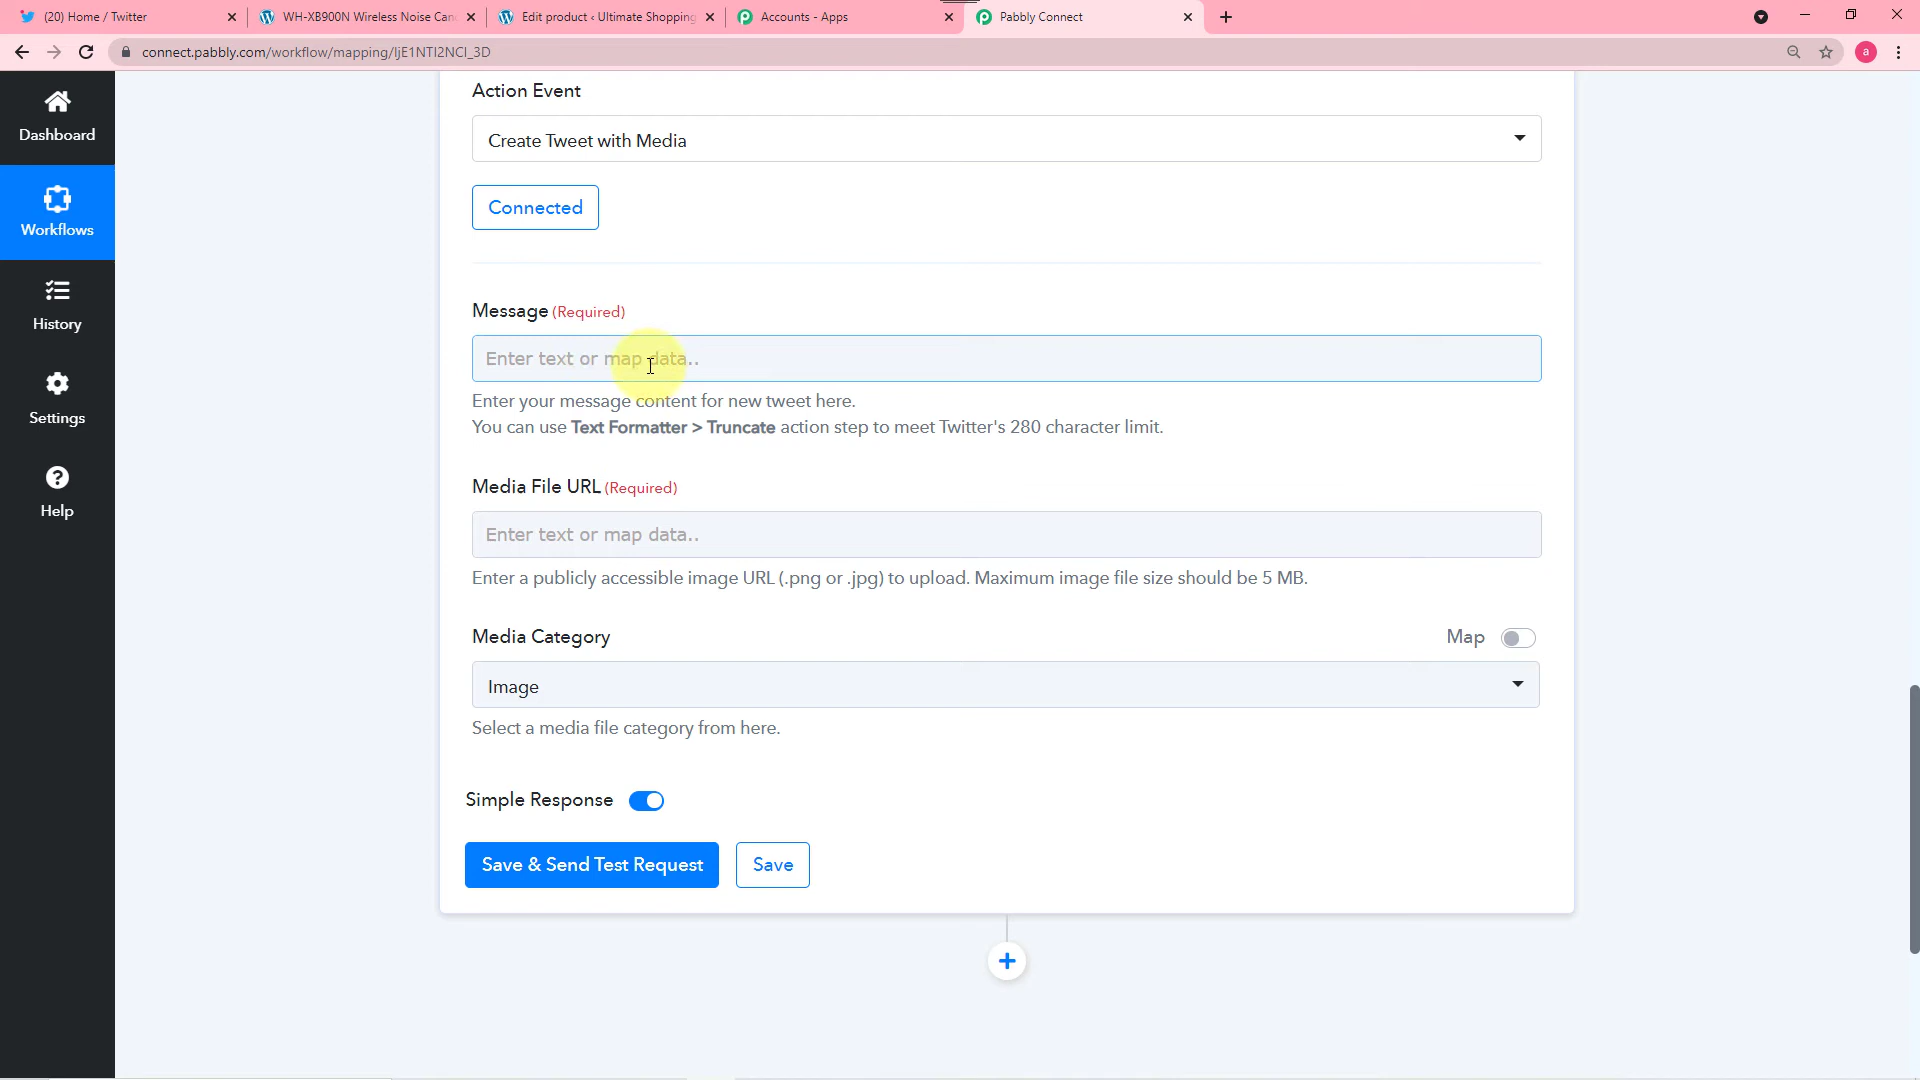 (20) Home / Twitter
WH-XB900N Wireless Noise Can
Edit product ‹ Ultimate Shopping
Accounts - Apps
Pabbly Connect
connect.pabbly.com/workflow/mapping/IjE1NTI2NCI_3D
a
Dashboard
Workflows
History
Settings
Help
Action Event
Create Tweet with Media
Connected
Message (Required)
Enter text or map data..
Enter your message content for new tweet here.
You can use Text Formatter > Truncate action step to meet Twitter's 280 character limit.
Media File URL (Required)
Enter text or map data..
Enter a publicly accessible image URL (.png or .jpg) to upload. Maximum image file size should be 5 MB.
Media Category
Map
Image
Select a media file category from here.
Simple Response
Save & Send Test Request
Save